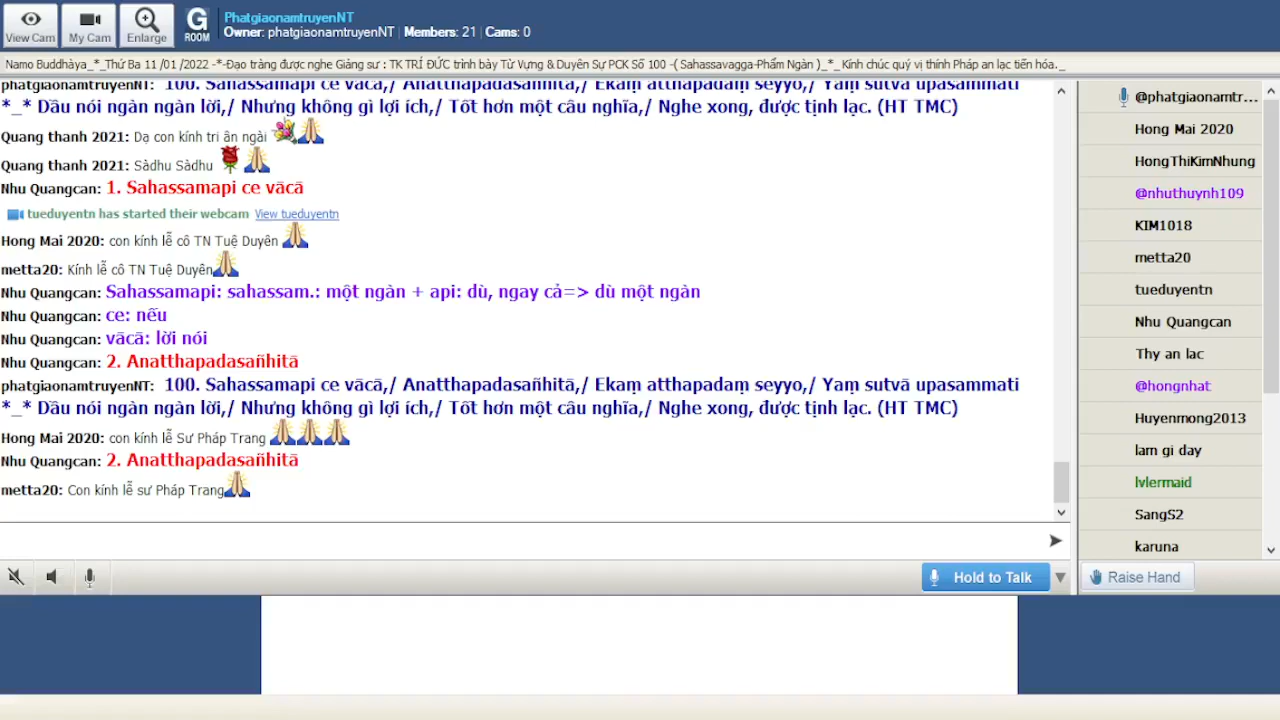 View Cam
My Cam
Enlarge
G
ROOM
PhatgiaonamtruyenNT
Owner: phatgiaonamtruyenNT | Members: 21 | Cams: 0
Namo Buddhàya_*_Thứ Ba 11 /01 /2022 -*-Đạo tràng được nghe Giảng sư : TK TRÍ ĐỨC trình bày Từ Vựng & Duyên Sự PCK Số 100 -( Sahassavagga-Phẩm Ngàn )_*_ Kính chúc quý vị thính Pháp an lạc tiến hóa._
phatgiaonamtruyenNT: 100. Sahassamapi ce vācā,/ Anatthapadasañhitā,/ Ekaṃ atthapadaṃ seyyo,/ Yaṃ sutvā upasammati
*_* Dầu nói ngàn ngàn lời,/ Nhưng không gì lợi ích,/ Tốt hơn một câu nghĩa,/ Nghe xong, được tịnh lạc. (HT TMC)
Quang thanh 2021: Dạ con kính tri ân ngài
Quang thanh 2021: Sàdhu Sàdhu
Nhu Quangcan: 1. Sahassamapi ce vācā
tueduyentn has started their webcam View tueduyentn
Hong Mai 2020: con kính lễ cô TN Tuệ Duyên
metta20: Kính lễ cô TN Tuệ Duyên
Nhu Quangcan: Sahassamapi: sahassam.: một ngàn + api: dù, ngay cả=> dù một ngàn
Nhu Quangcan: ce: nếu
Nhu Quangcan: vācā: lời nói
Nhu Quangcan: 2. Anatthapadasañhitā
phatgiaonamtruyenNT: 100. Sahassamapi ce vācā,/ Anatthapadasañhitā,/ Ekaṃ atthapadaṃ seyyo,/ Yaṃ sutvā upasammati
*_* Dầu nói ngàn ngàn lời,/ Nhưng không gì lợi ích,/ Tốt hơn một câu nghĩa,/ Nghe xong, được tịnh lạc. (HT TMC)
Hong Mai 2020: con kính lễ Sư Pháp Trang
Nhu Quangcan: 2. Anatthapadasañhitā
metta20: Con kính lễ sư Pháp Trang
Hold to Talk
@phatgiaonamtr...
Hong Mai 2020
HongThiKimNhung
@nhuthuynh109
KIM1018
metta20
tueduyentn
Nhu Quangcan
Thy an lac
@hongnhat
Huyenmong2013
lam gi day
lvlermaid
SangS2
karuna
Raise Hand